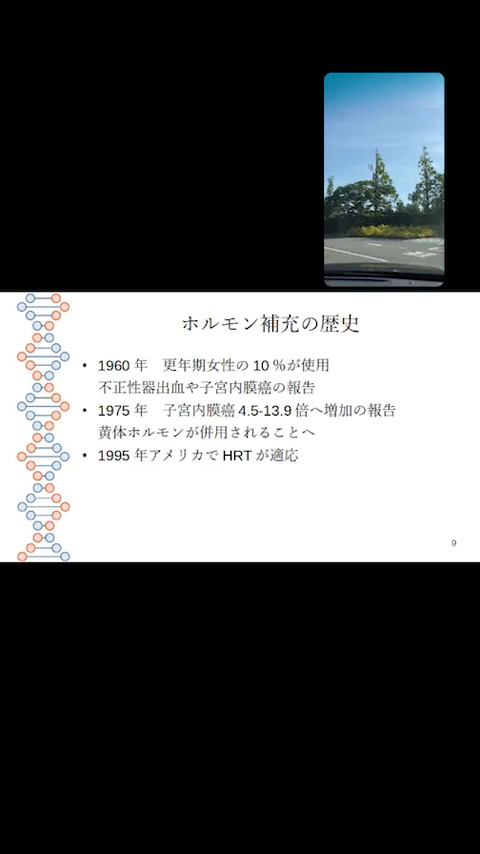 ホルモン補充の歴史
• 1960 年　更年期女性の 10 %が使用
不正性器出血や子宮内膜癌の報告
• 1975 年　子宮内膜癌 4.5-13.9 倍へ増加の報告
黄体ホルモンが併用されることへ
• 1995 年アメリカで HRT が適応
9